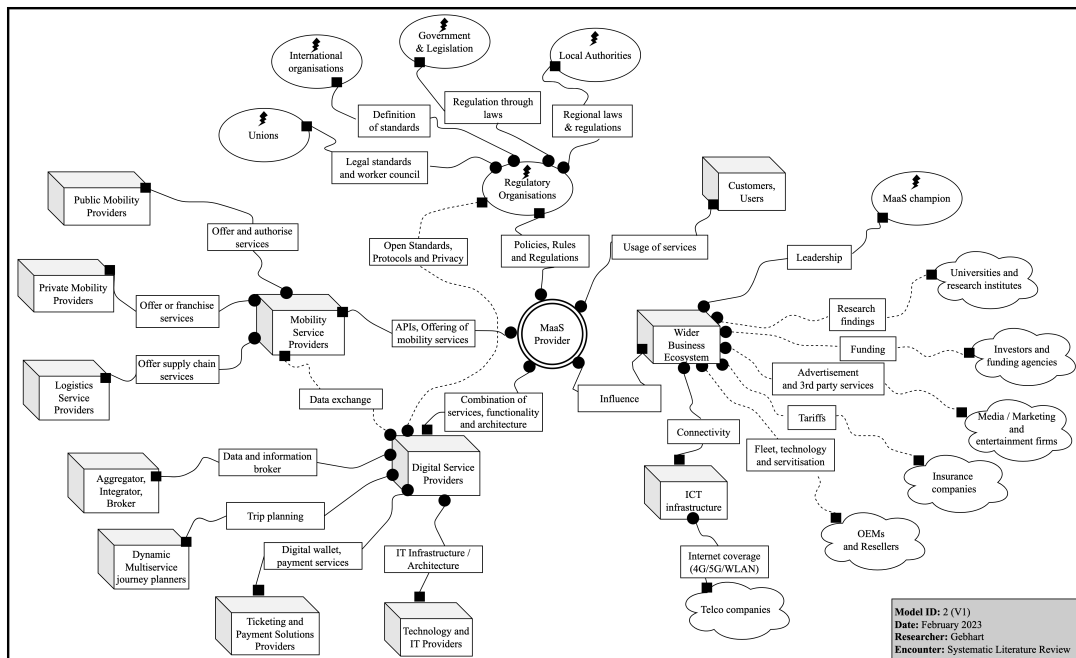 Government
& Legislation
International
organisations
Local Authorities
Unions
Definition
of standards
Regulation through
laws
Regional laws
& regulations
Legal standards
and worker council
Regulatory
Organisations
Customers,
Users
MaaS champion
Public Mobility
Providers
Offer and authorise
services
Open Standards,
Protocols and Privacy
Policies, Rules
and Regulations
Usage of services
Leadership
Universities and
research institutes
Private Mobility
Providers
Offer or franchise
services
Mobility
Service
Providers
APIs, Offering of
mobility services
MaaS
Provider
Wider
Business
Ecosystem
Research
findings
Funding
Investors and
funding agencies
Logistics
Service
Providers
Offer supply chain
services
Data exchange
Combination of
services, functionality
and architecture
Influence
Advertisement
and 3rd party services
Media / Marketing
and
entertainment firms
Connectivity
Tariffs
Fleet, technology
and servitisation
Insurance
companies
Aggregator,
Integrator,
Broker
Data and information
broker
Digital Service
Providers
ICT
infrastructure
Trip planning
OEMs
and Resellers
Dynamic
Multiservice
journey planners
Digital wallet,
payment services
IT Infrastructure /
Architecture
Internet coverage
(4G/5G/WLAN)
Ticketing and
Payment Solutions
Providers
Technology and
IT Providers
Telco companies
Model ID: 2 (V1)
Date: February 2023
Researcher: Gebhart
Encounter: Systematic Literature Review